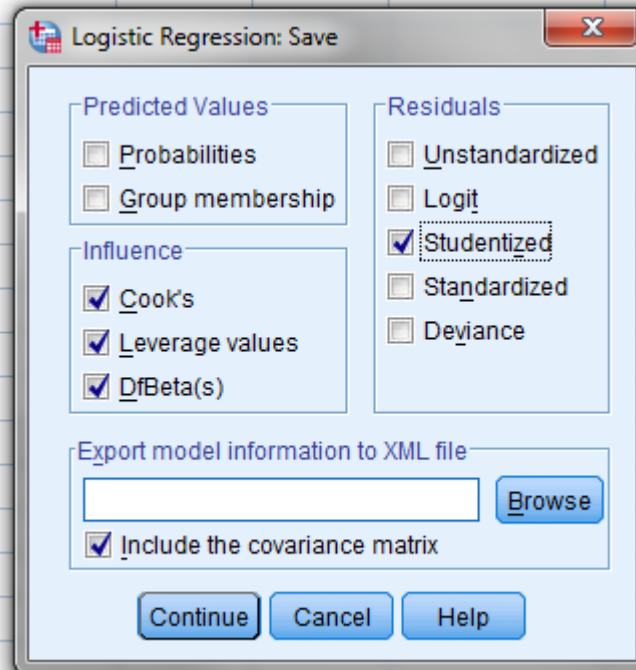 Logistic Regression: Save
Predicted Values
Probabilities
Group membership
Influence
Cook's
Leverage values
DfBeta(s)
Residuals
Unstandardized
Logit
Studentized
Standardized
Deviance
Export model information to XML file
Browse
Include the covariance matrix
Continue Cancel Help